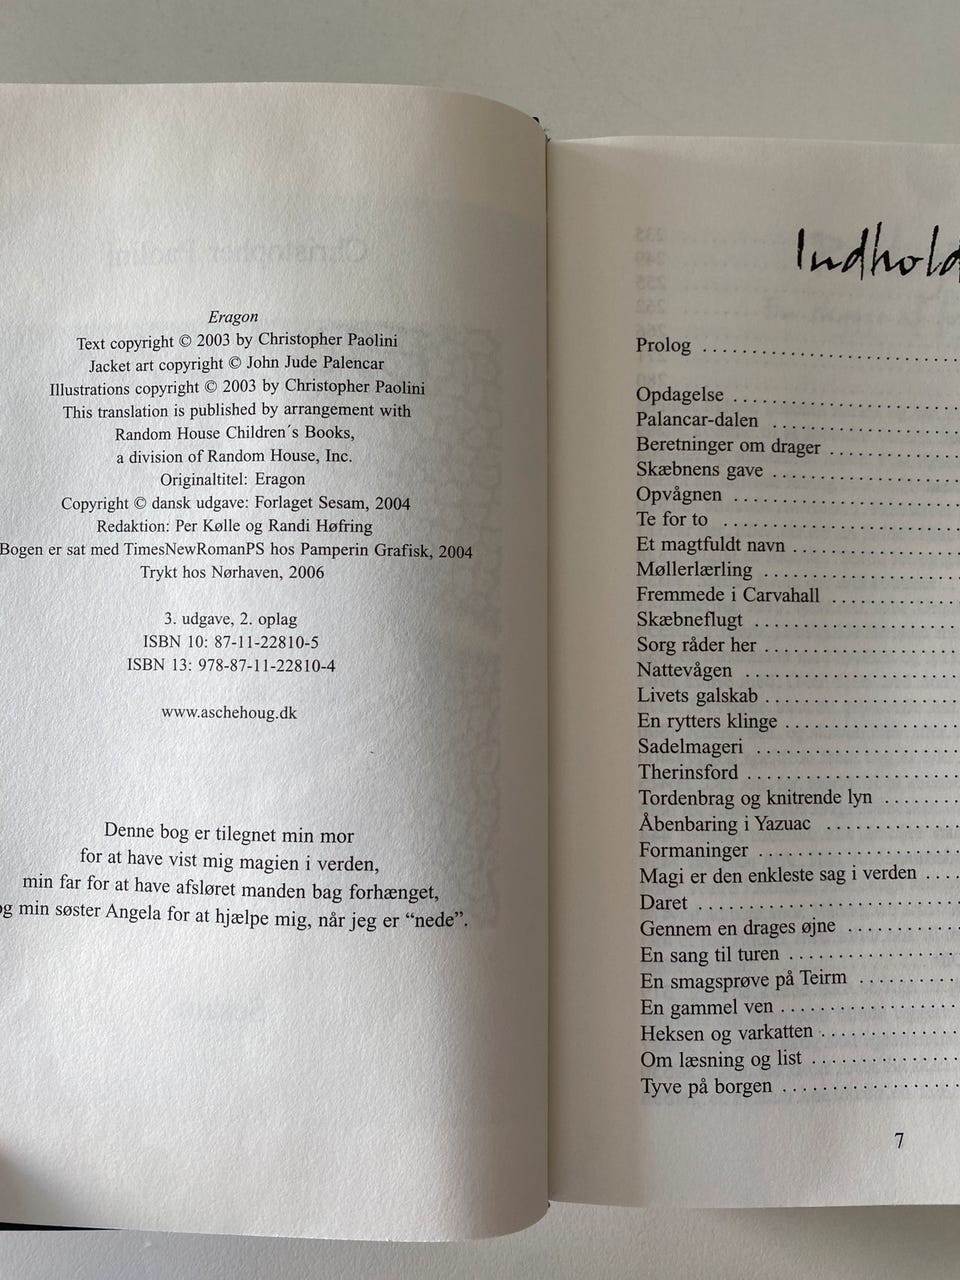 Eragon
Text copyright © 2003 by Christopher Paolini
Jacket art copyright © John Jude Palencar
Illustrations copyright © 2003 by Christopher Paolini
This translation is published by arrangement with
Random House Children´s Books,
a division of Random House, Inc.
Originaltitel: Eragon
Copyright © dansk udgave: Forlaget Sesam, 2004
Redaktion: Per Kølle og Randi Høfring
Bogen er sat med TimesNewRomanPS hos Pamperin Grafisk, 2004
Trykt hos Nørhaven, 2006
3. udgave, 2. oplag
ISBN 10: 87-11-22810-5
ISBN 13: 978-87-11-22810-4
www.aschehoug.dk
Denne bog er tilegnet min mor
for at have vist mig magien i verden,
min far for at have afsløret manden bag forhænget,
og min søster Angela for at hjælpe mig, når jeg er “nede”.
Indhold
Prolog
Opdagelse
Palancar-dalen
Beretninger om drager
Skæbnens gave
Opvågnen
Te for to
Et magtfuldt navn
Møllerlærling
Fremmede i Carvahall
Skæbneflugt
Sorg råder her
Nattevågen
Livets galskab
En rytters klinge
Sadelmageri
Therinsford
Tordenbrag og knitrende lyn
Åbenbaring i Yazuac
Formaninger
Magi er den enkleste sag i verden
Daret
Gennem en drages øjne
En sang til turen
En smagsprøve på Teirm
En gammel ven
Heksen og varkatten
Om læsning og list
Tyve på borgen
7